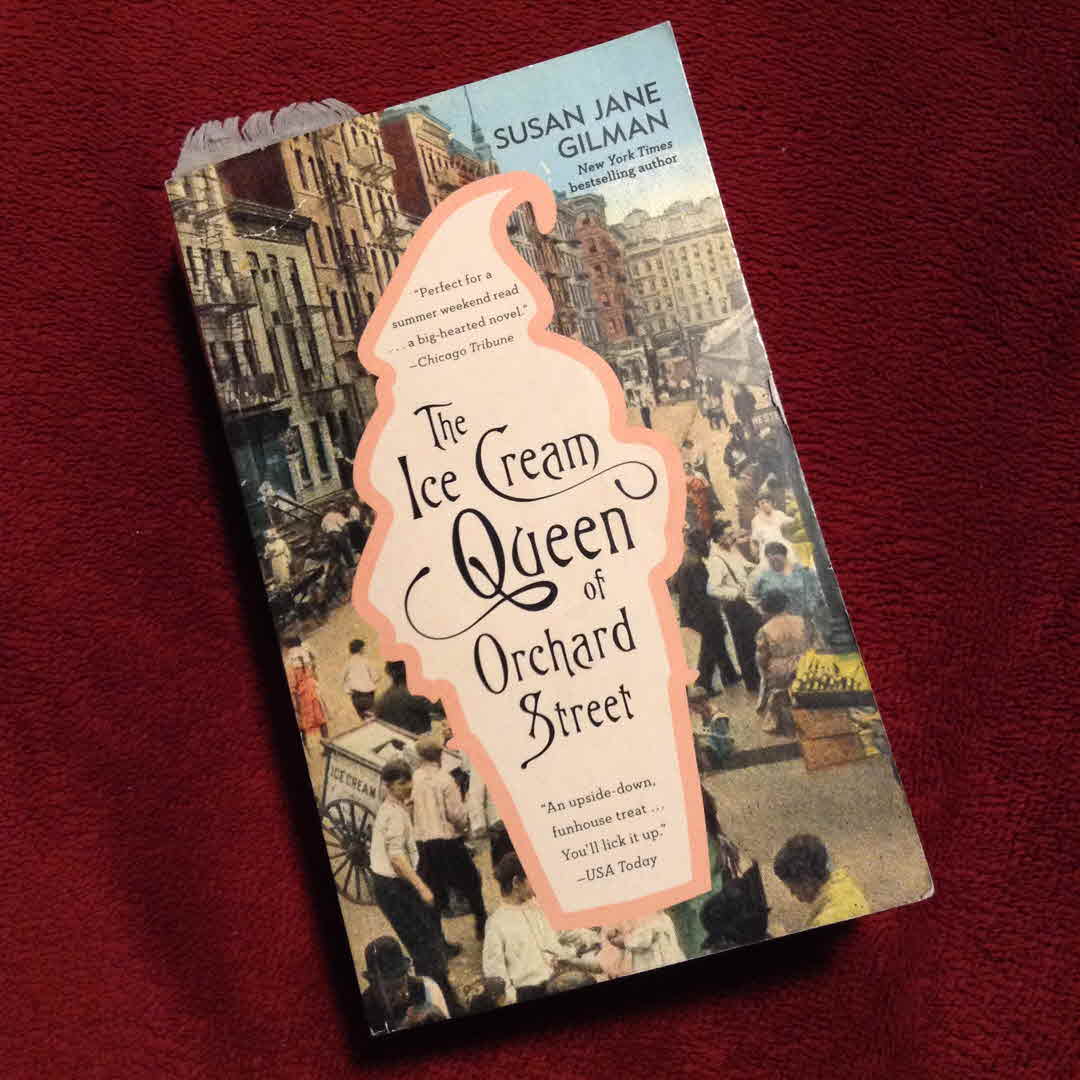 SUSAN JANE
GILMAN
New York Times
bestselling author
“Perfect for a
summer weekend read
. . . a big-hearted novel.”
—Chicago Tribune
The
Ice Cream
Queen
of
Orchard
Street
ICE CREAM
“An upside-down,
funhouse treat ...
You’ll lick it up.”
—USA Today